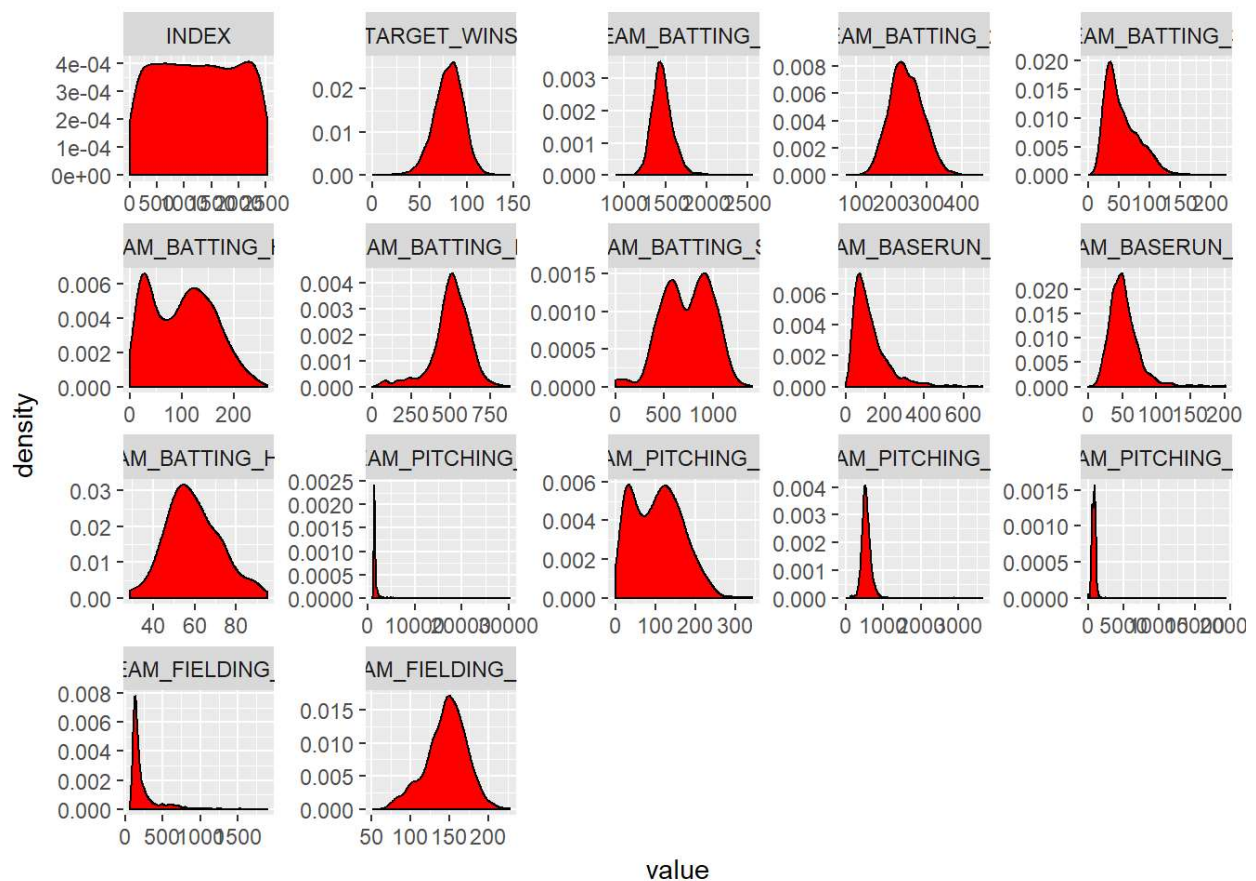 INDEX TARGET_WINS EAM_BATTING_ EAM_BATTING_ EAM_BATTING_
4e-04 3e-04 2e-04 1e-04 0e+00
0.02 0.01 0.00
0.003 0.002 0.001 0.000
0.008 0.006 0.004 0.002 0.000
0.020 0.015 0.010 0.005 0.000
0 500 1000 1500 2000 2500
0 50 100 150
1000 1500 2000 2500
100 200 300 400
0 50 100 150 200
AM_BATTING_H AM_BATTING_ AM_BATTING_S AM_BASERUN_ AM_BASERUN_
0.006 0.004 0.002 0.000
0.004 0.003 0.002 0.001 0.000
0.0015 0.0010 0.0005 0.0000
0.006 0.004 0.002 0.000
0.020 0.015 0.010 0.005 0.000
0 100 200
0 250 500 750
0 500 1000
0 200 400 600
0 50 100 150 200
AM_BATTING_H EAM_PITCHING_ AM_PITCHING_ AM_PITCHING_ AM_PITCHING_
0.03 0.02 0.01 0.00
0.0025 0.0020 0.0015 0.0010 0.0005 0.0000
0.006 0.004 0.002 0.000
0.004 0.003 0.002 0.001 0.000
0.0015 0.0010 0.0005 0.0000
40 60 80
0 10000 20000 30000
0 100 200 300
0 1000 2000 3000
0 5000 10000 15000 20000
EAM_FIELDING_ AM_FIELDING_
0.008 0.006 0.004 0.002 0.000
0.015 0.010 0.005 0.000
0 500 1000 1500
50 100 150 200
density
value